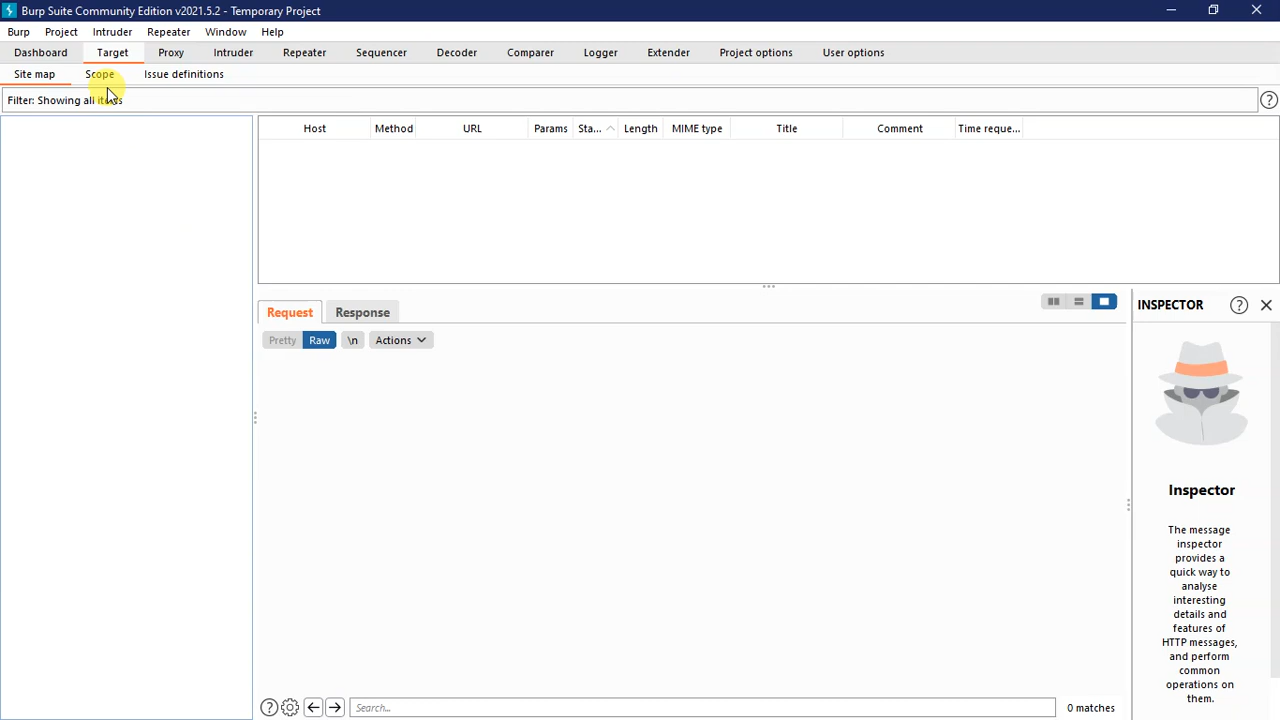 Burp Suite Community Edition v2021.5.2 - Temporary Project
Burp Project Intruder Repeater Window Help
Dashboard Target Proxy Intruder Repeater Sequencer Decoder Comparer Logger Extender Project options User options
Site map Scope Issue definitions
Filter: Showing all items
Host Method URL Params Sta... Length MIME type Title Comment Time reque...
Request Response
Pretty Raw \n Actions
INSPECTOR
Inspector
The message
inspector
provides a
quick way to
analyse
interesting
details and
features of
HTTP messages,
and perform
common
operations on
them.
Search...
0 matches